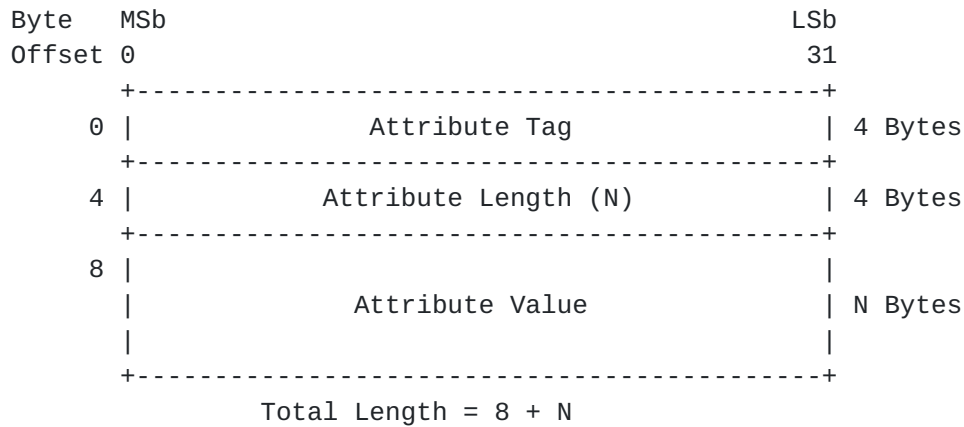 Byte   MSb                                        LSb
Offset 0                                           31
       +--------------------------------------------+
     0 |               Attribute Tag                | 4 Bytes
       +--------------------------------------------+
     4 |            Attribute Length (N)            | 4 Bytes
       +--------------------------------------------+
     8 |                                            |
       |              Attribute Value               | N Bytes
       |                                            |
       +--------------------------------------------+
                Total Length = 8 + N